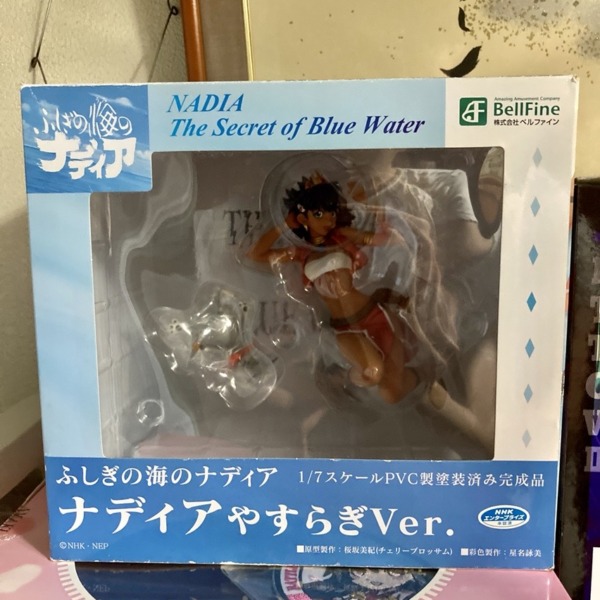 ふしぎの海の
ナディア
NADIA
The Secret of Blue Water
Amazing Amusement Company
BellFine
株式会社ベルファイン
ふしぎの海のナディア 1/7スケールPVC製塗装済み完成品
ナディアやすらぎVer.
NHK
エンタープライズ
©NHK・NEP
■原型製作:桜坂美紀(チェリーブロッサム) ■彩色製作:星名詠美